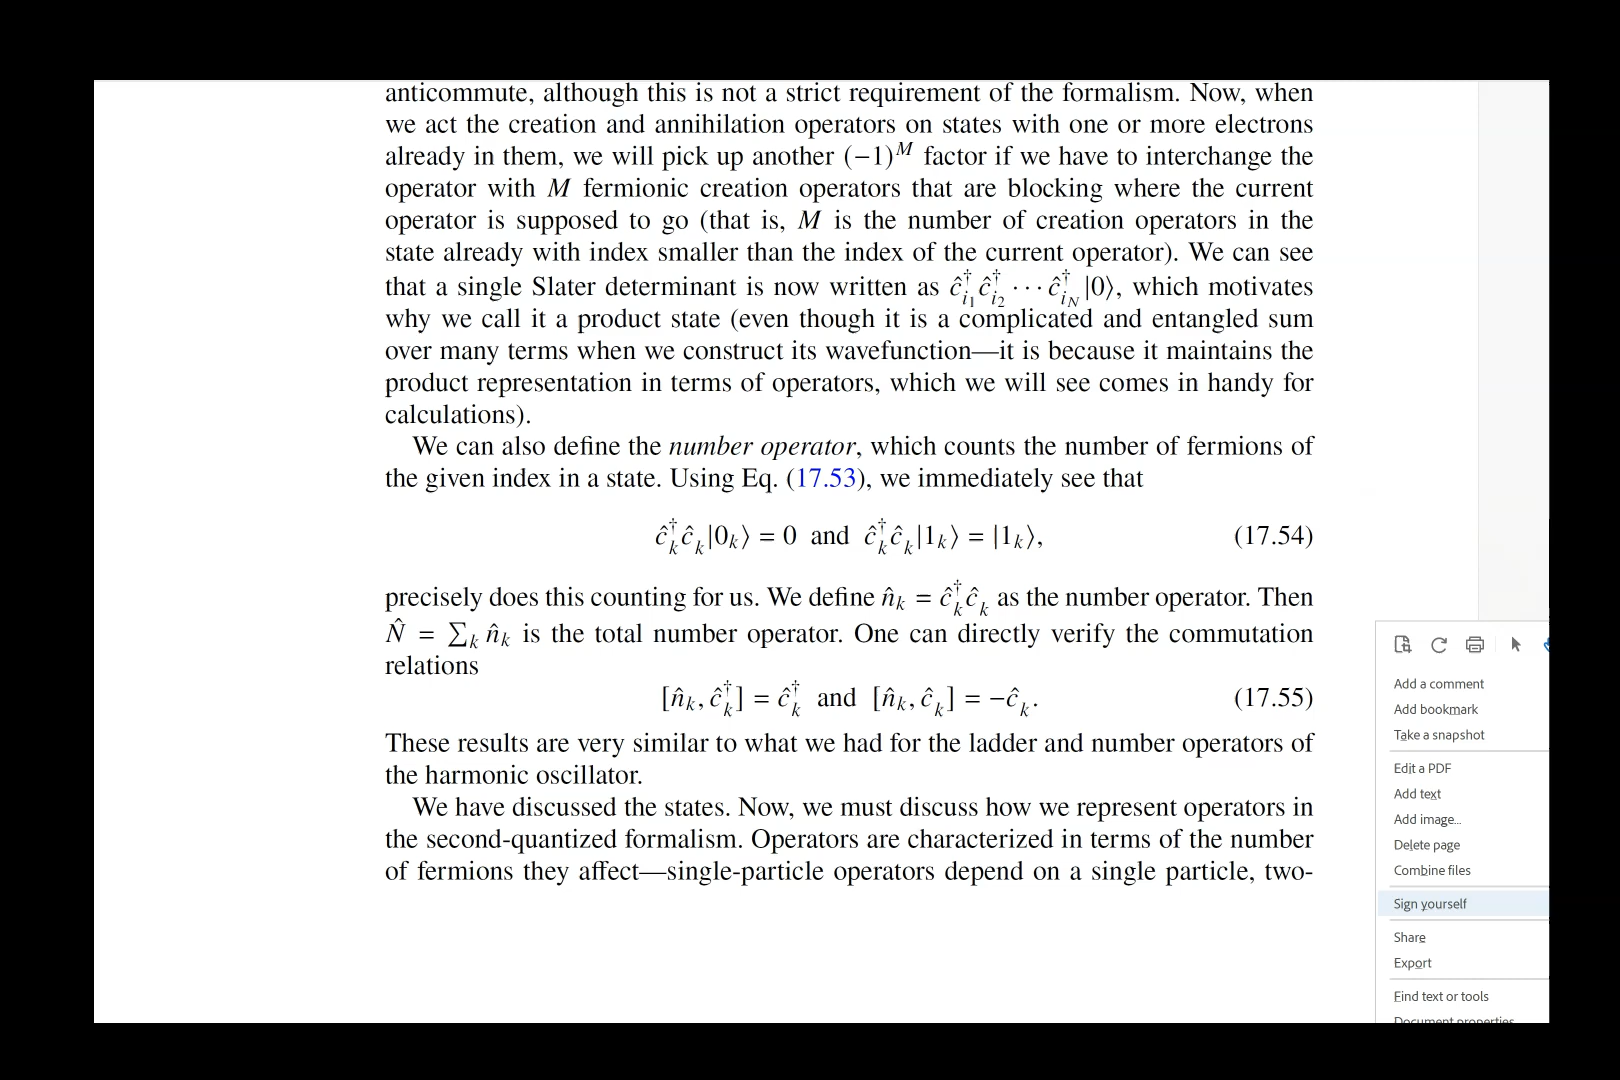 anticommute, although this is not a strict requirement of the formalism. Now, when
we act the creation and annihilation operators on states with one or more electrons
already in them, we will pick up another (−1)^M factor if we have to interchange the
operator with M fermionic creation operators that are blocking where the current
operator is supposed to go (that is, M is the number of creation operators in the
state already with index smaller than the index of the current operator). We can see
that a single Slater determinant is now written as ĉ†_{i_1} ĉ†_{i_2} ⋯ ĉ†_{i_N}|0⟩, which motivates
why we call it a product state (even though it is a complicated and entangled sum
over many terms when we construct its wavefunction—it is because it maintains the
product representation in terms of operators, which we will see comes in handy for
calculations).
We can also define the number operator, which counts the number of fermions of
the given index in a state. Using Eq. (17.53), we immediately see that
ĉ†_k ĉ_k|0_k⟩ = 0 and ĉ†_k ĉ_k|1_k⟩ = |1_k⟩, (17.54)
precisely does this counting for us. We define n̂_k = ĉ†_k ĉ_k as the number operator. Then
N̂ = ∑_k n̂_k is the total number operator. One can directly verify the commutation
relations
[n̂_k, ĉ†_k] = ĉ†_k and [n̂_k, ĉ_k] = −ĉ_k. (17.55)
These results are very similar to what we had for the ladder and number operators of
the harmonic oscillator.
We have discussed the states. Now, we must discuss how we represent operators in
the second-quantized formalism. Operators are characterized in terms of the number
of fermions they affect—single-particle operators depend on a single particle, two-
Add a comment
Add bookmark
Take a snapshot
Edit a PDF
Add text
Add image...
Delete page
Combine files
Sign yourself
Share
Export
Find text or tools
Document properties